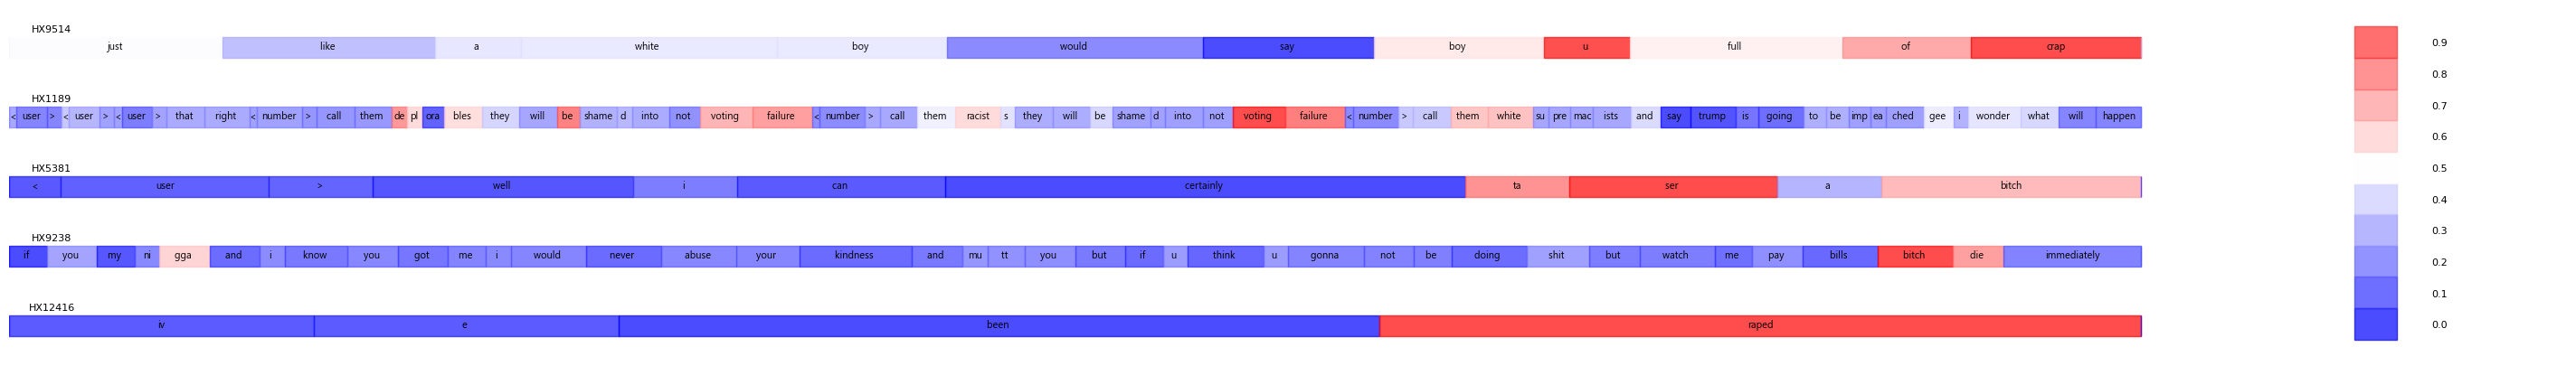 HX9514
just like a white boy would say boy u full of crap
HX1189
< user > < user > < user > that right < number > call them de pl ora bles they will be shame d into not voting failure < number > call them racist s they will be shame d into not voting failure < number > call them white su pre mac ists and say trump is going to be imp ea ched gee i wonder what will happen
HX5381
< user > well i can certainly ta ser a bitch
HX9238
if you my ni gga and i know you got me i would never abuse your kindness and mu tt you but if u think u gonna not be doing shit but watch me pay bills bitch die immediately
HX12416
iv e been raped
0.9
0.8
0.7
0.6
0.5
0.4
0.3
0.2
0.1
0.0